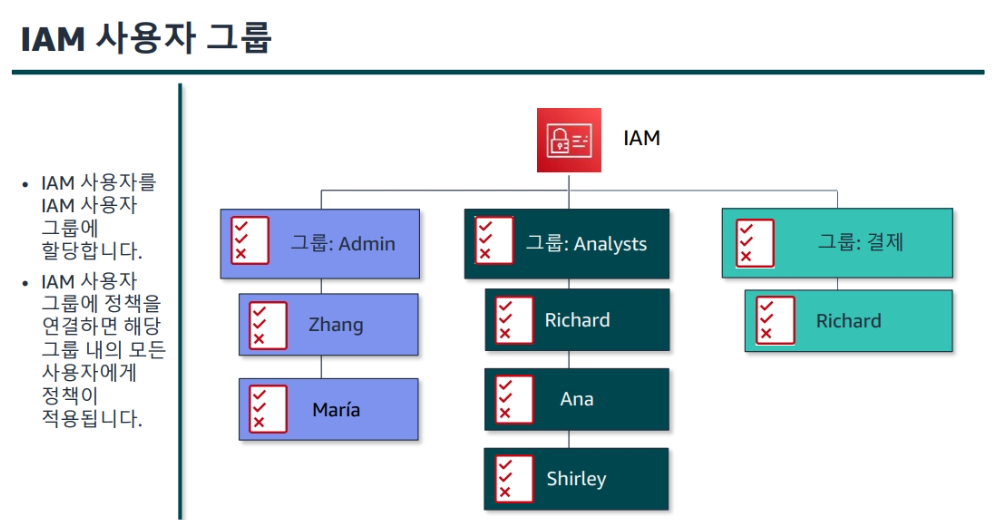 IAM 사용자 그룹
• IAM 사용자를
IAM 사용자
그룹에
할당합니다.
• IAM 사용자
그룹에 정책을
연결하면 해당
그룹 내의 모든
사용자에게
정책이
적용됩니다.
IAM
그룹: Admin
Zhang
María
그룹: Analysts
Richard
Ana
Shirley
그룹: 결제
Richard